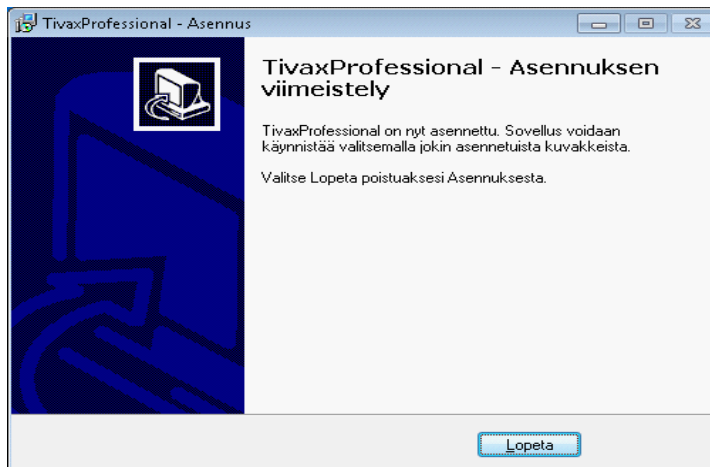 TivaxProfessional - Asennus
TivaxProfessional - Asennuksen
viimeistely
TivaxProfessional on nyt asennettu. Sovellus voidaan
käynnistää valitsemalla jokin asennetuista kuvakkeista.
Valitse Lopeta poistuaksesi Asennuksesta.
Lopeta